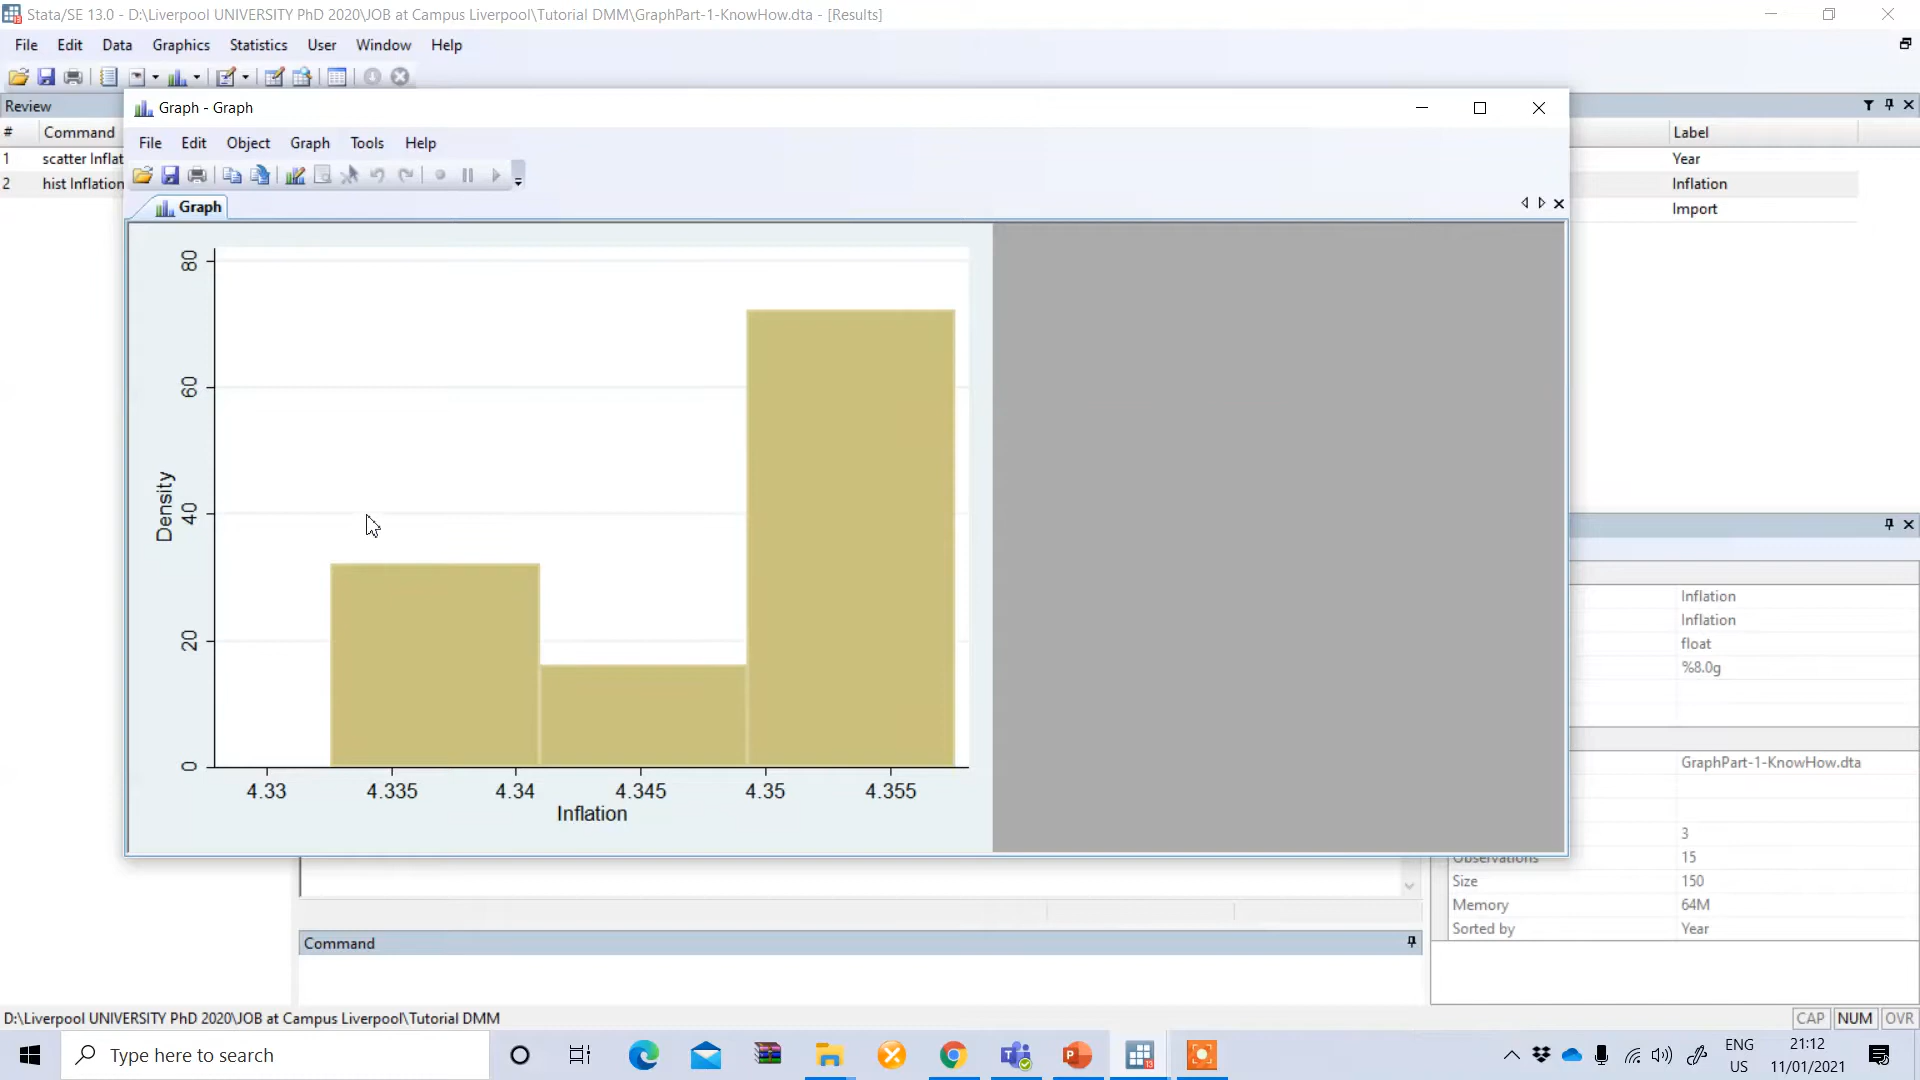 Stata/SE 13.0 - D:\Liverpool UNIVERSITY PhD 2020\JOB at Campus Liverpool\Tutorial DMM\GraphPart-1-KnowHow.dta - [Results]
File Edit Data Graphics Statistics User Window Help
Review
# Command
1 scatter Inflat
2 hist Inflation
Graph - Graph
File Edit Object Graph Tools Help
Graph
80
60
40
20
0
Density
4.33 4.335 4.34 4.345 4.35 4.355
Inflation
Label
Year
Inflation
Import
Inflation
Inflation
float
%8.0g
GraphPart-1-KnowHow.dta
3
Observations 15
Size 150
Memory 64M
Sorted by Year
Command
D:\Liverpool UNIVERSITY PhD 2020\JOB at Campus Liverpool\Tutorial DMM
CAP NUM OVR
Type here to search
ENG
US
21:12
11/01/2021